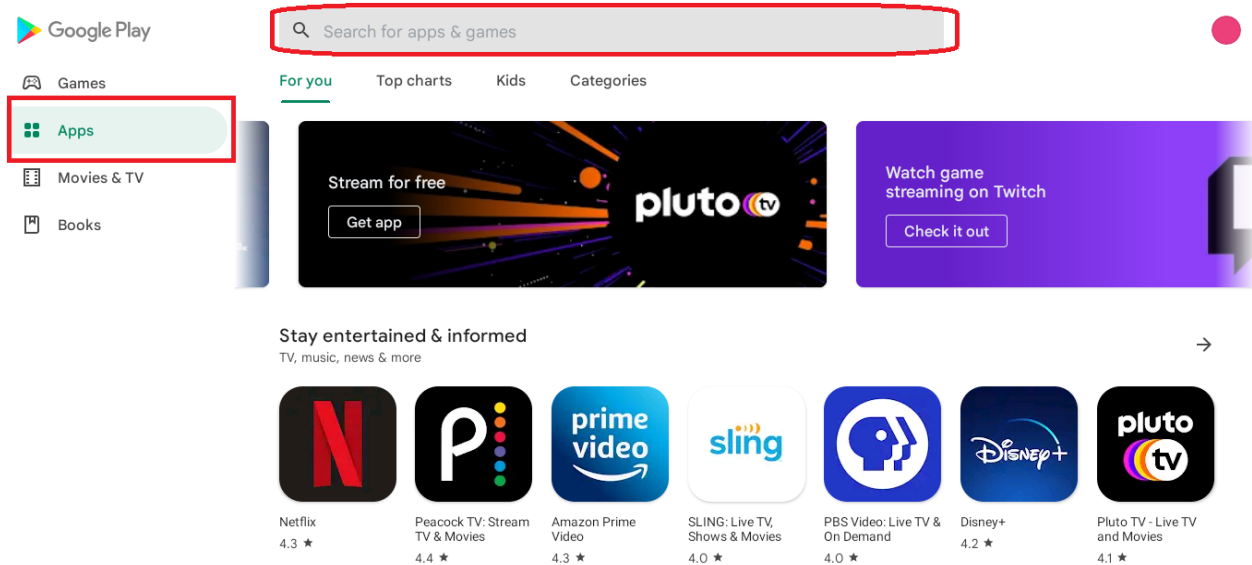 Google Play
Search for apps & games
Games
Apps
Movies & TV
Books
For you
Top charts
Kids
Categories
Stream for free
Get app
pluto tv
Watch game
streaming on Twitch
Check it out
Stay entertained & informed
TV, music, news & more
N
P
prime
video
sling
PBS
Disney+
pluto
tv
Netflix
4.3 ★
Peacock TV: Stream
TV & Movies
4.4 ★
Amazon Prime
Video
4.3 ★
SLING: Live TV,
Shows & Movies
4.0 ★
PBS Video: Live TV &
On Demand
4.0 ★
Disney+
4.2 ★
Pluto TV - Live TV
and Movies
4.1 ★